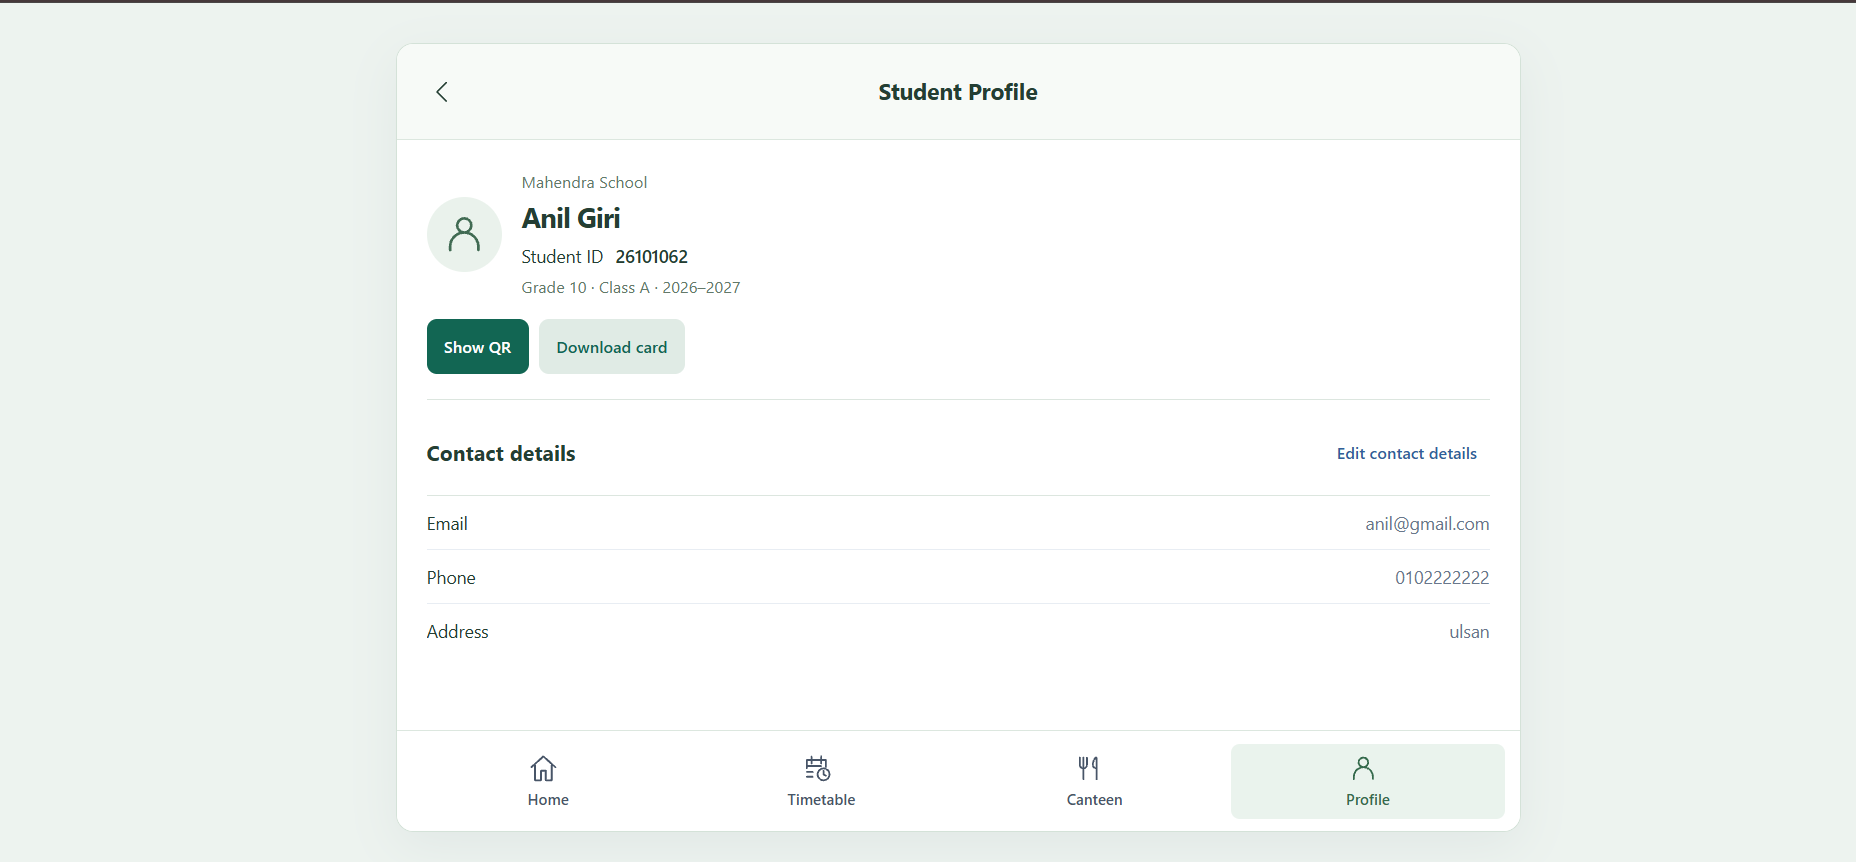 Student Profile
Mahendra School
Anil Giri
Student ID 26101062
Grade 10 · Class A · 2026–2027
Show QR
Download card
Contact details
Edit contact details
Email
anil@gmail.com
Phone
0102222222
Address
ulsan
Home
Timetable
Canteen
Profile